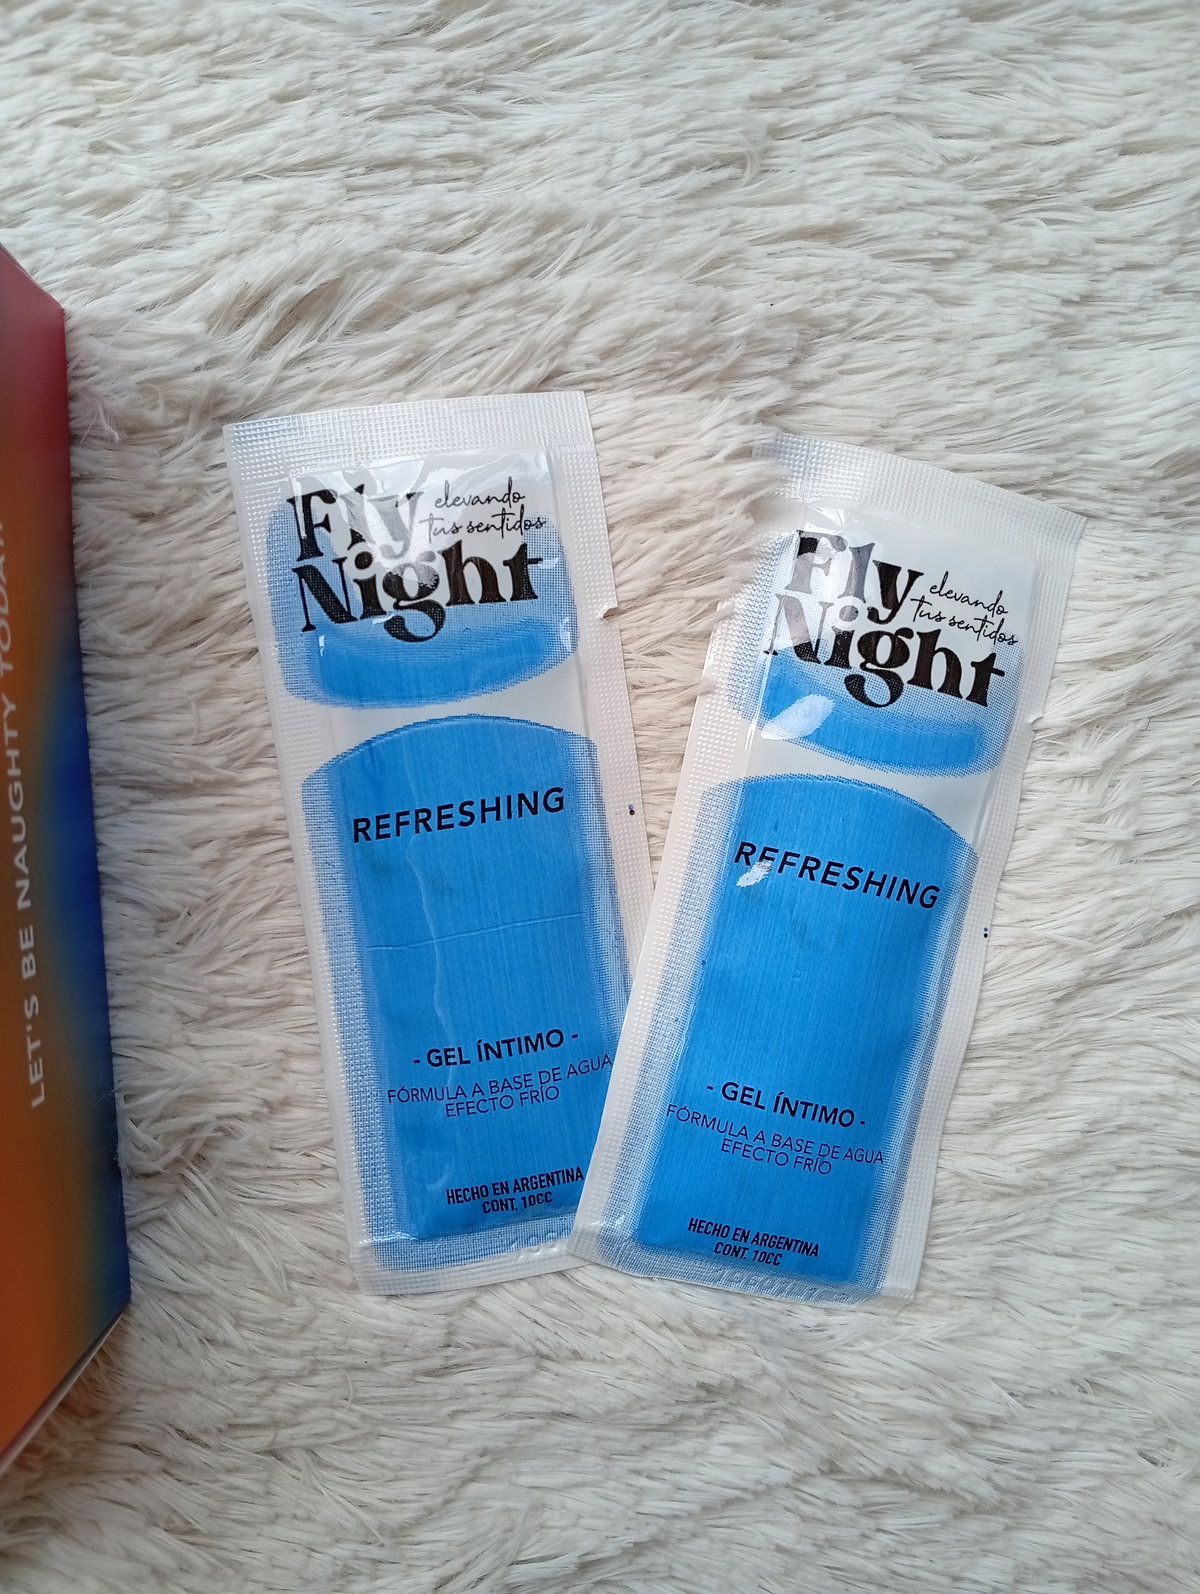 LET'S BE NAUGHTY TODAY!
Fly elevando
tus sentidos
Night
REFRESHING
- GEL ÍNTIMO -
FÓRMULA A BASE DE AGUA
EFECTO FRÍO
HECHO EN ARGENTINA
CONT. 10CC
Fly elevando
tus sentidos
Night
REFRESHING
- GEL ÍNTIMO -
FÓRMULA A BASE DE AGUA
EFECTO FRÍO
HECHO EN ARGENTINA
CONT. 10CC